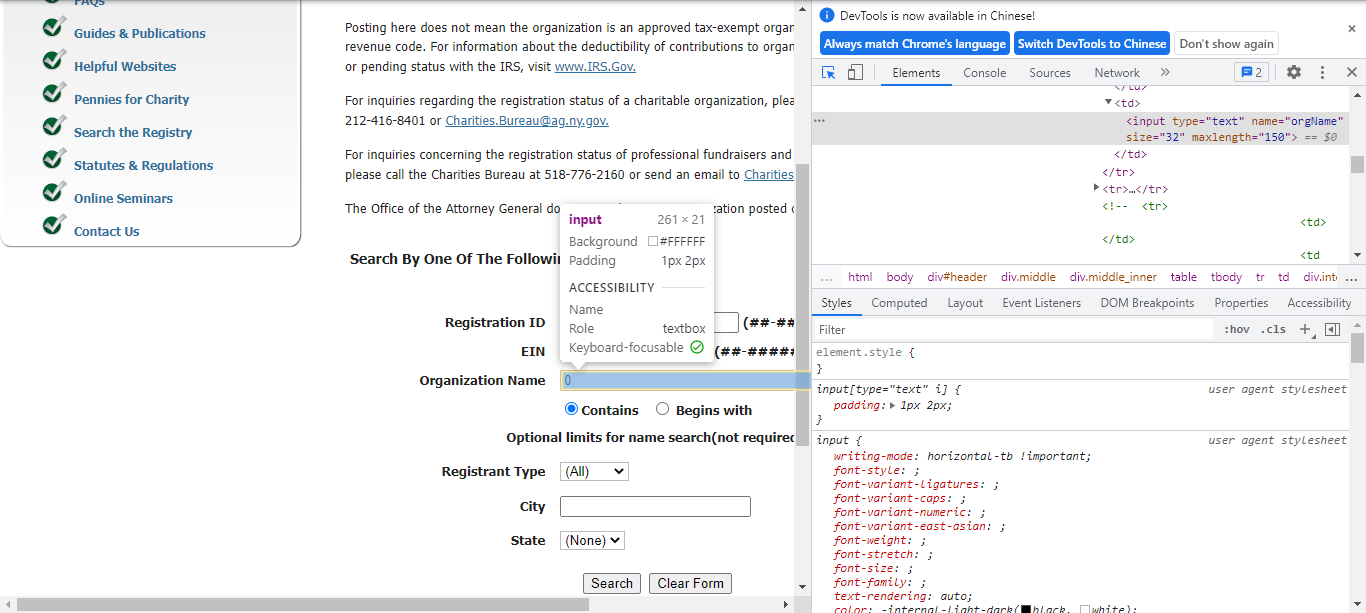 FAQs
Guides & Publications
Helpful Websites
Pennies for Charity
Search the Registry
Statutes & Regulations
Online Seminars
Contact Us
Posting here does not mean the organization is an approved tax-exempt organ
revenue code. For information about the deductibility of contributions to organ
or pending status with the IRS, visit www.IRS.Gov.
For inquiries regarding the registration status of a charitable organization, plea
212-416-8401 or Charities.Bureau@ag.ny.gov.
For inquiries concerning the registration status of professional fundraisers and
please call the Charities Bureau at 518-776-2160 or send an email to Charities
The Office of the Attorney General do ization posted o
Search By One Of The Followin
Registration ID (##-##
EIN (##-#####
Organization Name 0
Contains Begins with
Optional limits for name search(not required
Registrant Type (All)
City
State (None)
Search Clear Form
input 261 × 21
Background #FFFFFF
Padding 1px 2px
ACCESSIBILITY
Name
Role textbox
Keyboard-focusable
DevTools is now available in Chinese!
Always match Chrome's language Switch DevTools to Chinese Don't show again
Elements Console Sources Network » 2
</td>
<td>
<input type="text" name="orgName"
size="32" maxlength="150"> == $0
</td>
</tr>
<tr>…</tr>
<!-- <tr>
<td>
</td>
<td
... html body div#header div.middle div.middle_inner table tbody tr td div.inte ...
Styles Computed Layout Event Listeners DOM Breakpoints Properties Accessibility
Filter :hov .cls +
element.style {
}
input[type="text" i] { user agent stylesheet
padding: 1px 2px;
}
input { user agent stylesheet
writing-mode: horizontal-tb !important;
font-style: ;
font-variant-ligatures: ;
font-variant-caps: ;
font-variant-numeric: ;
font-variant-east-asian: ;
font-weight: ;
font-stretch: ;
font-size: ;
font-family: ;
text-rendering: auto;
color: -internal-light-dark( black, white);